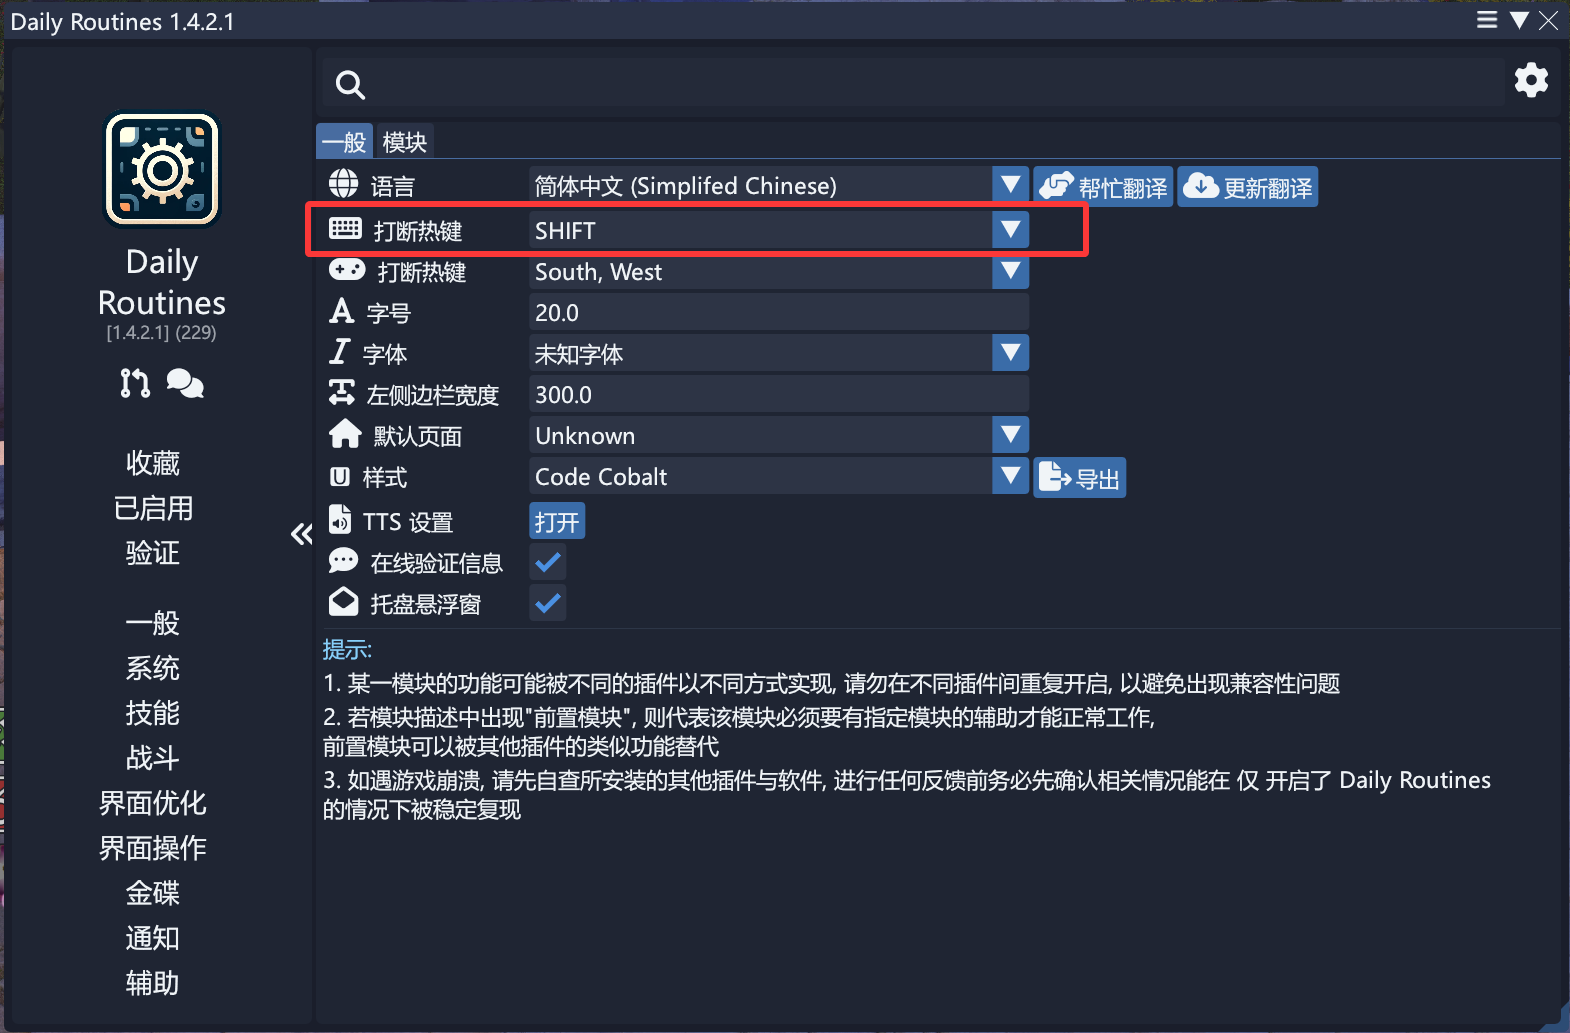 Daily Routines 1.4.2.1
Daily
Routines
[1.4.2.1] (229)
收藏
已启用
验证
一般
系统
技能
战斗
界面优化
界面操作
金碟
通知
辅助
一般 模块
语言 简体中文 (Simplifed Chinese) 帮忙翻译 更新翻译
打断热键 SHIFT
打断热键 South, West
字号 20.0
字体 未知字体
左侧边栏宽度 300.0
默认页面 Unknown
样式 Code Cobalt 导出
TTS 设置 打开
在线验证信息
托盘悬浮窗
提示:
1. 某一模块的功能可能被不同的插件以不同方式实现, 请勿在不同插件间重复开启, 以避免出现兼容性问题
2. 若模块描述中出现"前置模块", 则代表该模块必须要有指定模块的辅助才能正常工作,
前置模块可以被其他插件的类似功能替代
3. 如遇游戏崩溃, 请先自查所安装的其他插件与软件, 进行任何反馈前务必先确认相关情况能在 仅 开启了 Daily Routines
的情况下被稳定复现